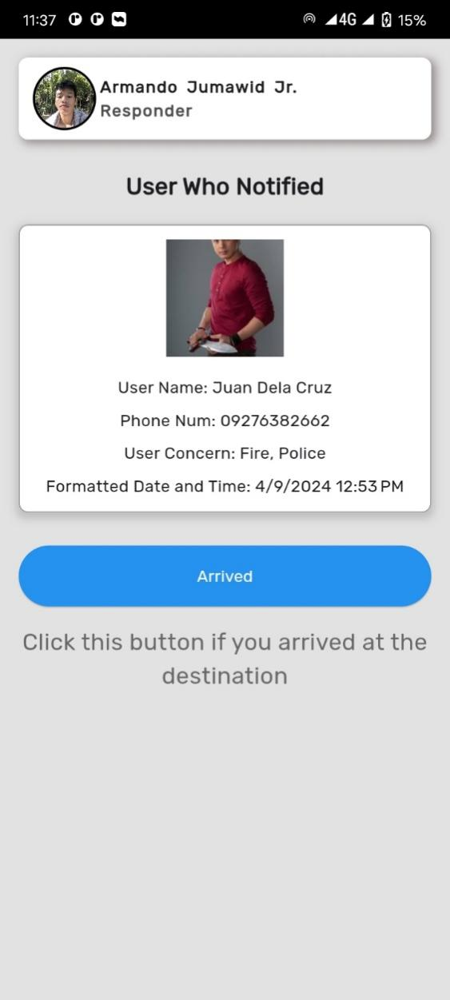 11:37 4G 15%
Armando Jumawid Jr.
Responder
User Who Notified
User Name: Juan Dela Cruz
Phone Num: 09276382662
User Concern: Fire, Police
Formatted Date and Time: 4/9/2024 12:53 PM
Arrived
Click this button if you arrived at the
destination